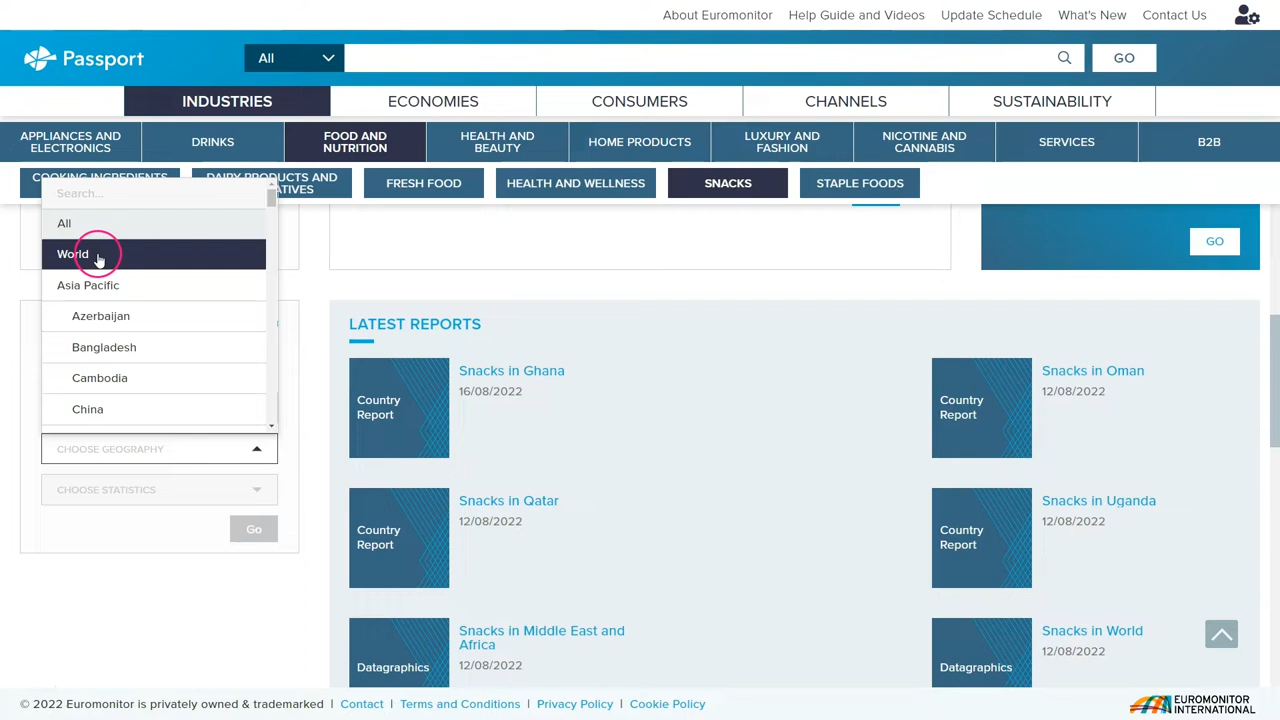 About Euromonitor Help Guide and Videos Update Schedule What's New Contact Us
Passport
All
GO
INDUSTRIES ECONOMIES CONSUMERS CHANNELS SUSTAINABILITY
APPLIANCES AND
ELECTRONICS
DRINKS
FOOD AND
NUTRITION
HEALTH AND
BEAUTY
HOME PRODUCTS
LUXURY AND
FASHION
NICOTINE AND
CANNABIS
SERVICES
B2B
COOKING INGREDIENTS
DAIRY PRODUCTS AND
FRESH FOOD
HEALTH AND WELLNESS
SNACKS
STAPLE FOODS
Search...
All
World
Asia Pacific
Azerbaijan
Bangladesh
Cambodia
China
CHOOSE GEOGRAPHY
CHOOSE STATISTICS
Go
GO
LATEST REPORTS
Country
Report
Snacks in Ghana
16/08/2022
Country
Report
Snacks in Oman
12/08/2022
Country
Report
Snacks in Qatar
12/08/2022
Country
Report
Snacks in Uganda
12/08/2022
Datagraphics
Snacks in Middle East and
Africa
12/08/2022
Datagraphics
Snacks in World
12/08/2022
© 2022 Euromonitor is privately owned & trademarked | Contact | Terms and Conditions | Privacy Policy | Cookie Policy
EUROMONITOR
INTERNATIONAL